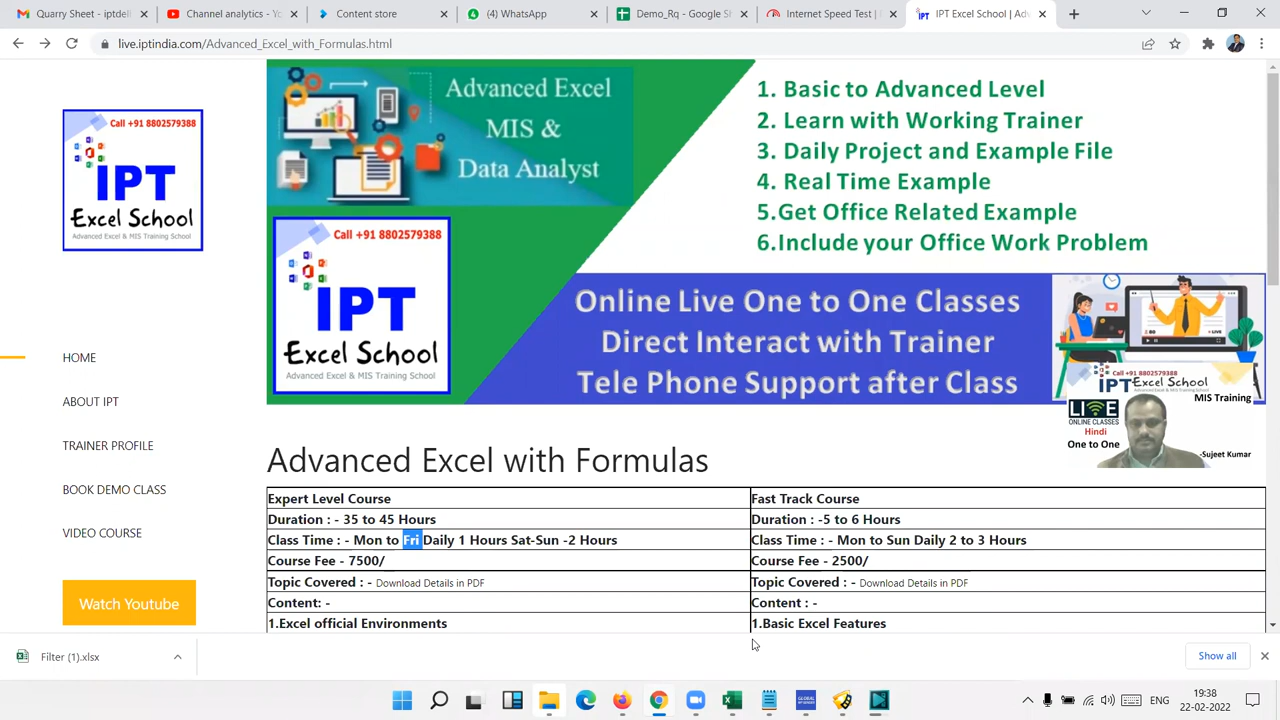 Quarry Sheet - iptdell
Channel analytics - Yo
Content store
(4) WhatsApp
Demo_Rq - Google Sh
Internet Speed Test |
IPT Excel School | Adv
live.iptindia.com/Advanced_Excel_with_Formulas.html
Call +91 8802579388
IPT
Excel School
Advanced Excel & MIS Training School
HOME
ABOUT IPT
TRAINER PROFILE
BOOK DEMO CLASS
VIDEO COURSE
Watch Youtube
Advanced Excel
MIS &
Data Analyst
Call +91 8802579388
IPT
Excel School
Advanced Excel & MIS Training School
1. Basic to Advanced Level
2. Learn with Working Trainer
3. Daily Project and Example File
4. Real Time Example
5.Get Office Related Example
6.Include your Office Work Problem
Online Live One to One Classes
Direct Interact with Trainer
Tele Phone Support after Class
Call +91 8802579388
IPT Excel School
Advanced Excel & MIS Training School
MIS Training
LIVE
ONLINE CLASSES
Hindi
One to One
-Sujeet Kumar
Advanced Excel with Formulas
Expert Level Course
Duration : - 35 to 45 Hours
Class Time : - Mon to Fri Daily 1 Hours Sat-Sun -2 Hours
Course Fee - 7500/
Topic Covered : - Download Details in PDF
Content: -
1.Excel official Environments
Fast Track Course
Duration : -5 to 6 Hours
Class Time : - Mon to Sun Daily 2 to 3 Hours
Course Fee - 2500/
Topic Covered : - Download Details in PDF
Content : -
1.Basic Excel Features
Filter (1).xlsx
Show all
ENG
19:38
22-02-2022